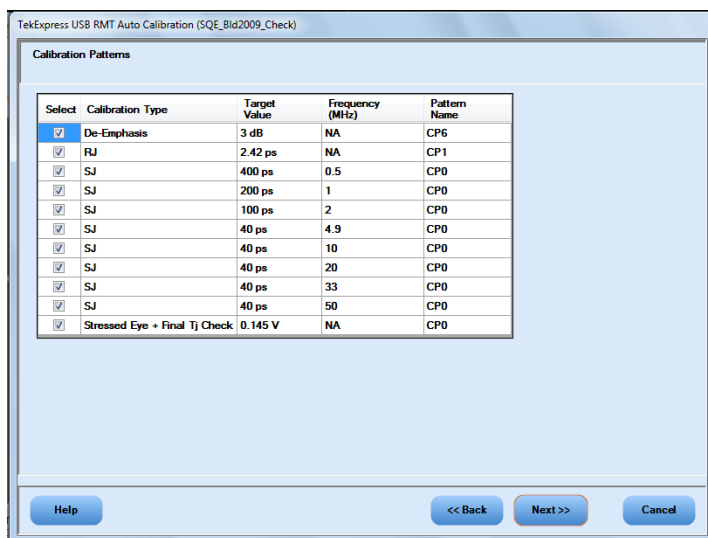 TekExpress USB RMT Auto Calibration (SQE_Bld2009_Check)
Calibration Patterns
Select Calibration Type Target Value Frequency (MHz) Pattern Name
De-Emphasis 3 dB NA CP6
RJ 2.42 ps NA CP1
SJ 400 ps 0.5 CP0
SJ 200 ps 1 CP0
SJ 100 ps 2 CP0
SJ 40 ps 4.9 CP0
SJ 40 ps 10 CP0
SJ 40 ps 20 CP0
SJ 40 ps 33 CP0
SJ 40 ps 50 CP0
Stressed Eye + Final Tj Check 0.145 V NA CP0
Help << Back Next >> Cancel